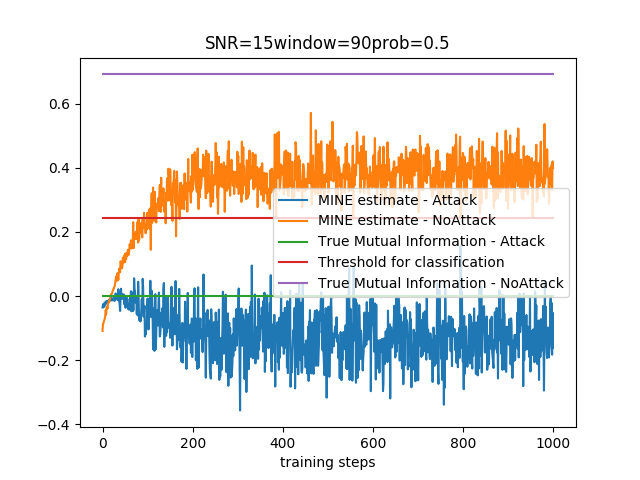 SNR=15window=90prob=0.5
0.6
0.4
0.2
0.0
−0.2
−0.4
MINE estimate - Attack
MINE estimate - NoAttack
True Mutual Information - Attack
Threshold for classification
True Mutual Information - NoAttack
0 200 400 600 800 1000
training steps